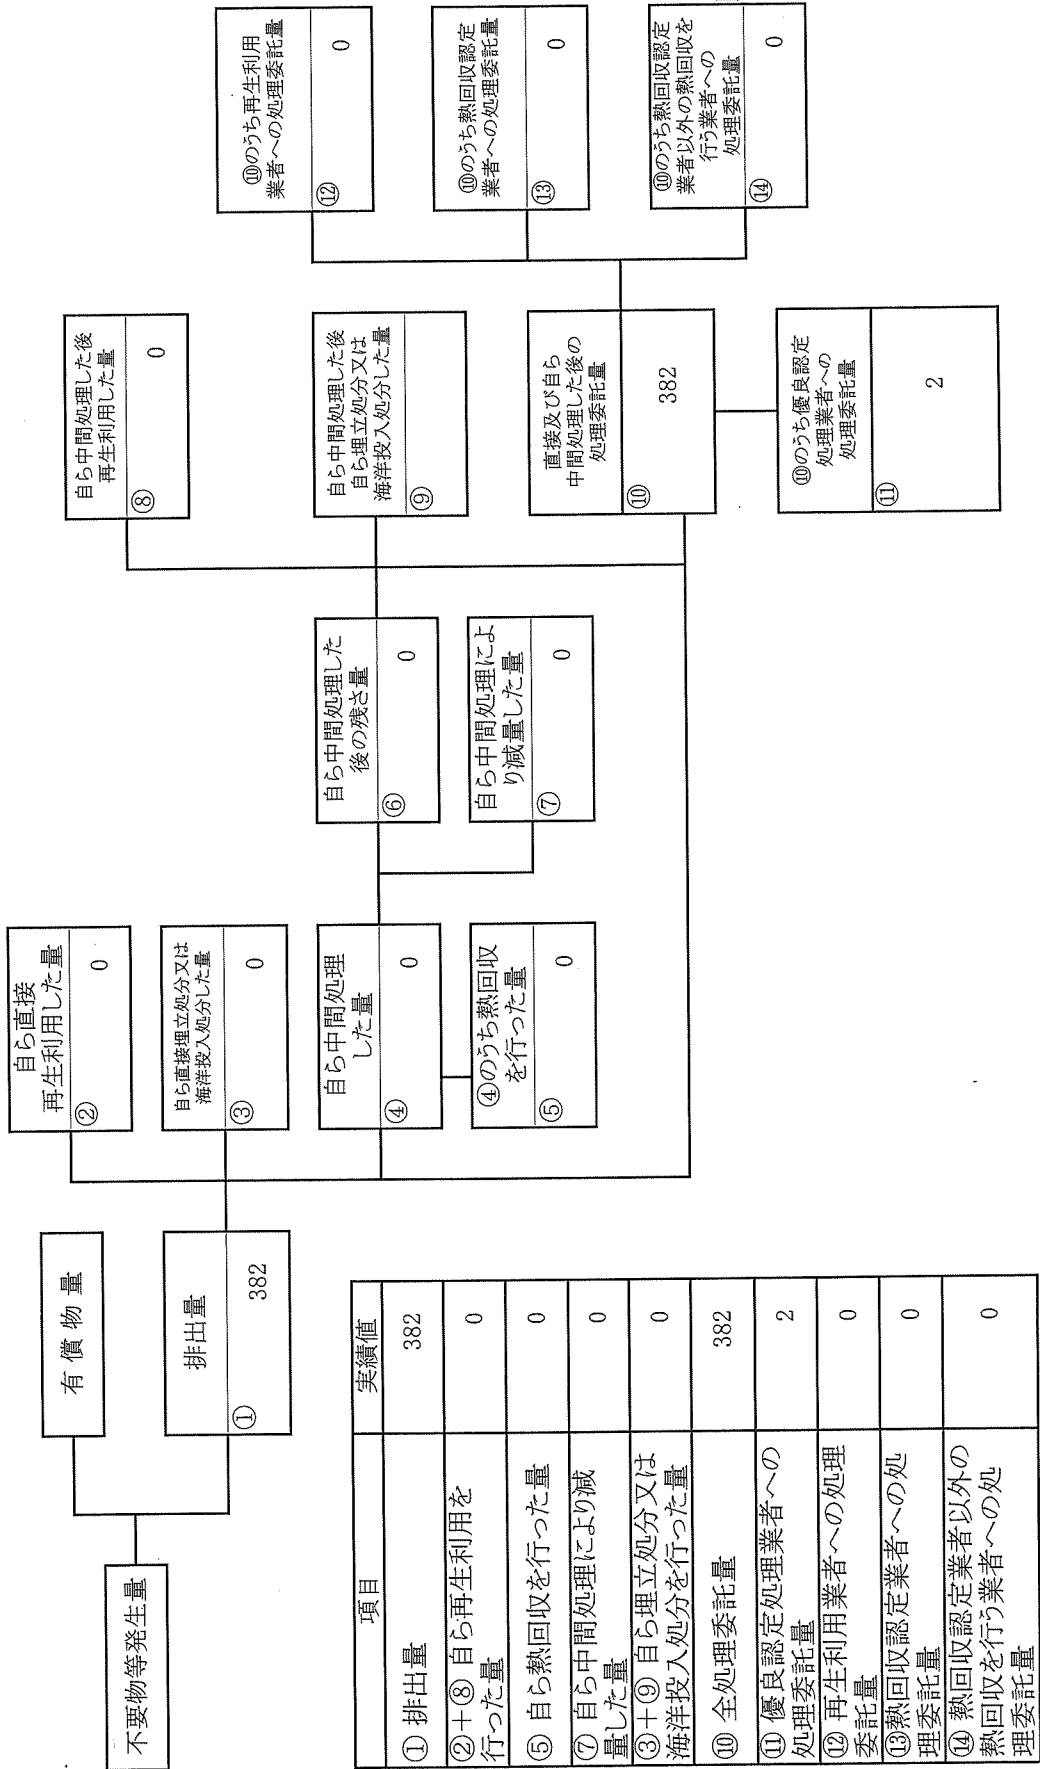 不要物等発生量
有償物量
排出量
①
382
自ら直接
再生利用した量
②
0
自ら直接埋立処分又は
海洋投入処分した量
③
0
自ら中間処理
した量
④
0
④のうち熱回収
を行った量
⑤
0
自ら中間処理した
後の残さ量
⑥
0
自ら中間処理によ
り減量した量
⑦
0
自ら中間処理した後
再生利用した量
⑧
0
自ら中間処理した後
自ら埋立処分又は
海洋投入処分した量
⑨
直接及び自ら
中間処理した後の
処理委託量
⑩
382
⑩のうち優良認定
処理業者への
処理委託量
⑪
2
⑩のうち再生利用
業者への処理委託量
⑫
0
⑩のうち熱回収認定
業者への処理委託量
⑬
0
⑩のうち熱回収認定
業者以外の熱回収を
行う業者への
処理委託量
⑭
0
項目
実績値
①排出量
382
②+⑧ 自ら再生利用を
行った量
0
⑤ 自ら熱回収を行った量
0
⑦ 自ら中間処理により減
量した量
0
③+⑨ 自ら埋立処分又は
海洋投入処分を行った量
0
⑩ 全処理委託量
382
⑪ 優良認定処理業者への
処理委託量
2
⑫ 再生利用業者への処理
委託量
0
⑬熱回収認定業者への処
理委託量
0
⑭ 熱回収認定業者以外の
熱回収を行う業者への処
理委託量
0